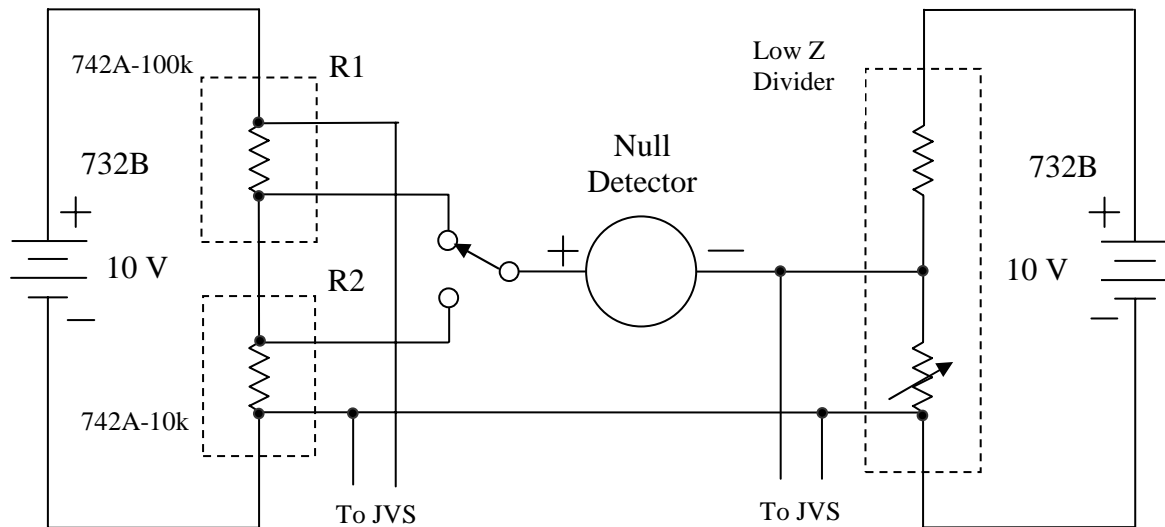 742A-100k
R1
732B
+
10 V
−
R2
742A-10k
To JVS
Null
Detector
+
−
To JVS
Low Z
Divider
732B
+
10 V
−